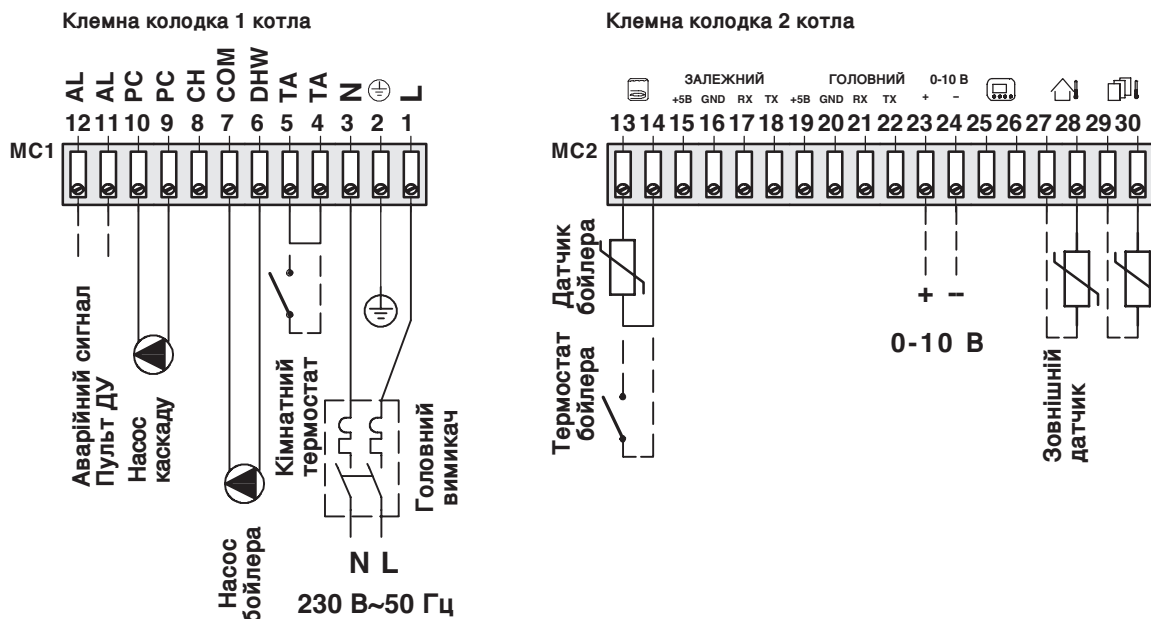 Клемна колодка 1 котла
AL AL PC PC CH COM DHW TA TA N L
12 11 10 9 8 7 6 5 4 3 2 1
MC1
Аварійний сигнал
Пульт ДУ
Насос
каскаду
Насос
бойлера
Кімнатний
термостат
Головний
вимикач
N L
230 В~50 Гц
Клемна колодка 2 котла
ЗАЛЕЖНИЙ ГОЛОВНИЙ 0-10 В
+5В GND RX TX +5В GND RX TX + –
13 14 15 16 17 18 19 20 21 22 23 24 25 26 27 28 29 30
MC2
Датчик
бойлера
Термостат
бойлера
+ --
0-10 В
Зовнішній
датчик